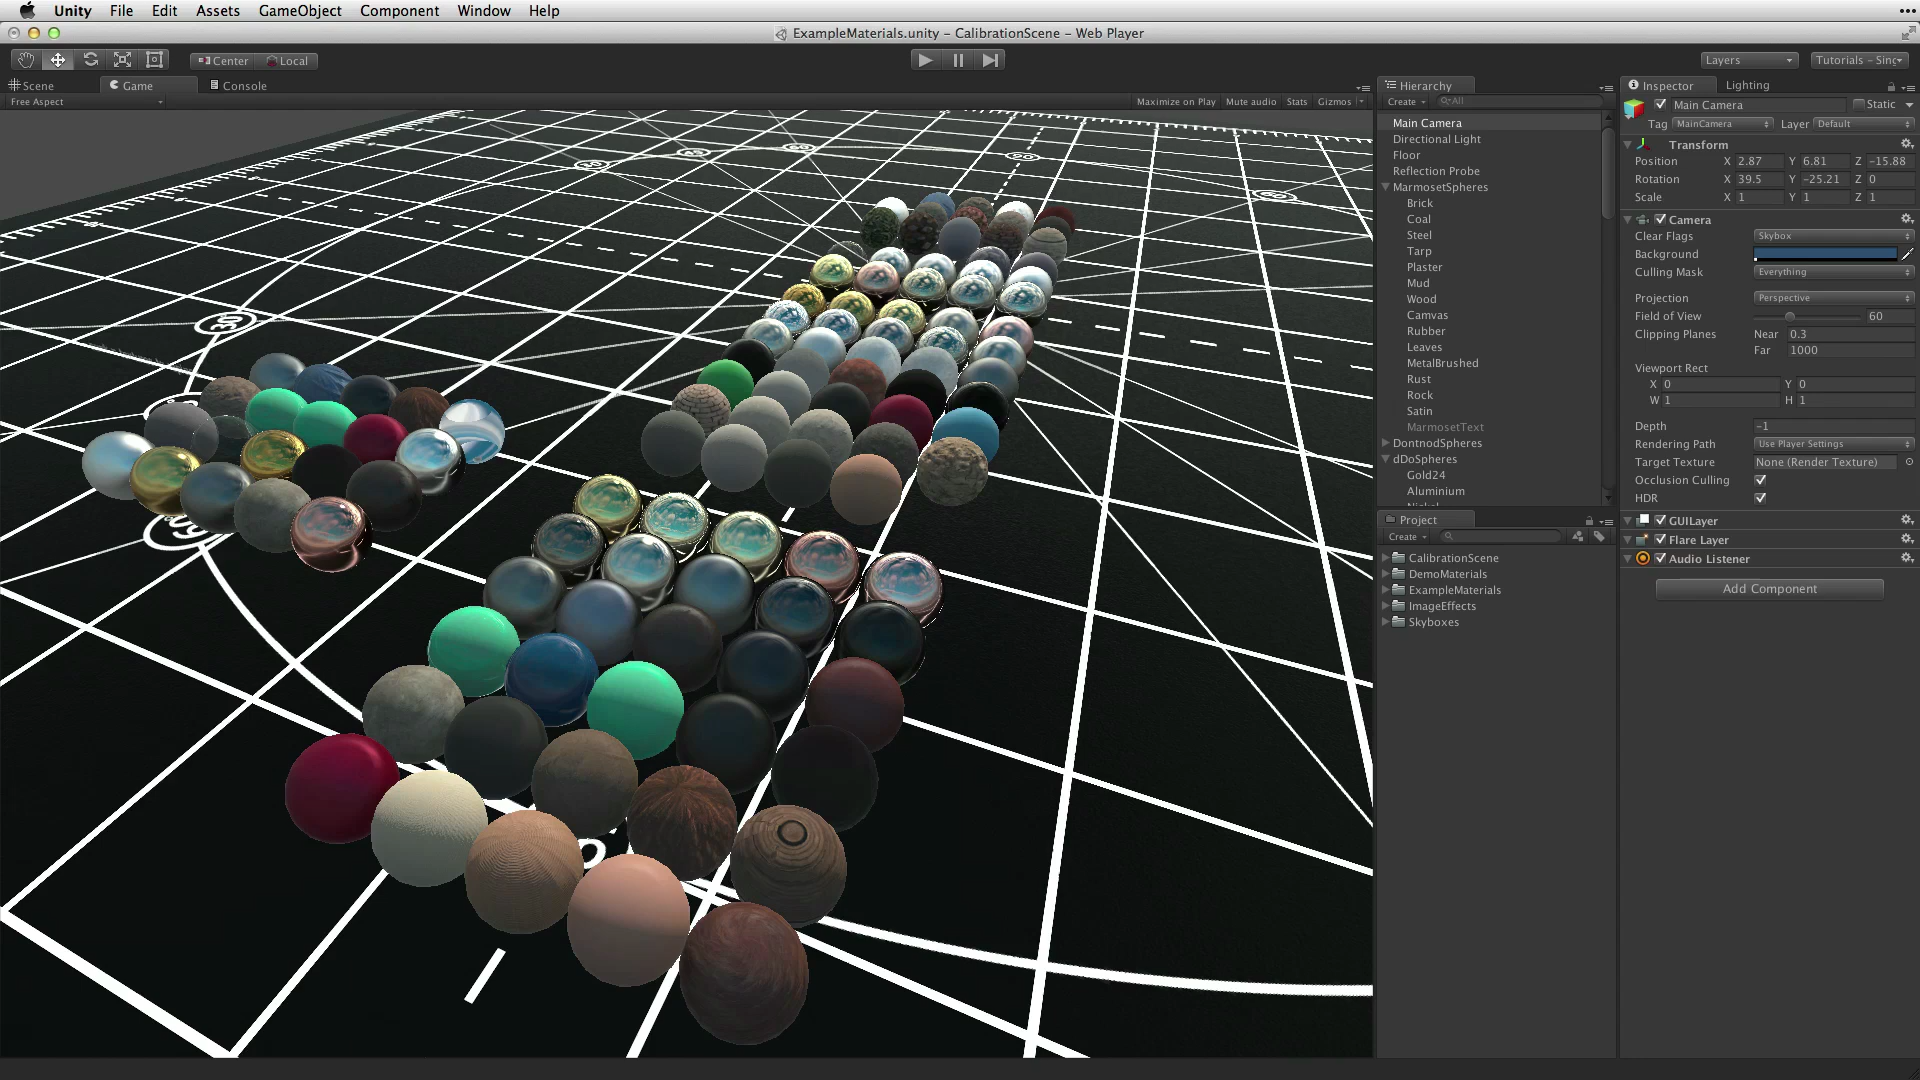 Unity File Edit Assets GameObject Component Window Help
ExampleMaterials.unity - CalibrationScene - Web Player
Center Local
Layers
Tutorials - Sin
Scene Game Console
Free Aspect
Maximize on Play Mute audio Stats Gizmos
Hierarchy
Create All
Main Camera
Directional Light
Floor
Reflection Probe
MarmosetSpheres
Brick
Coal
Steel
Tarp
Plaster
Mud
Wood
Canvas
Rubber
Leaves
MetalBrushed
Rust
Rock
Satin
MarmosetText
DontnodSpheres
dDoSpheres
Gold24
Aluminium
Project
Create
CalibrationScene
DemoMaterials
ExampleMaterials
ImageEffects
Skyboxes
Inspector Lighting
Main Camera Static
Tag MainCamera Layer Default
Transform
Position X 2.87 Y 6.81 Z -15.88
Rotation X 39.5 Y -25.21 Z 0
Scale X 1 Y 1 Z 1
Camera
Clear Flags Skybox
Background
Culling Mask Everything
Projection Perspective
Field of View 60
Clipping Planes Near 0.3
Far 1000
Viewport Rect
X 0 Y 0
W 1 H 1
Depth -1
Rendering Path Use Player Settings
Target Texture None (Render Texture)
Occlusion Culling
HDR
GUILayer
Flare Layer
Audio Listener
Add Component
30